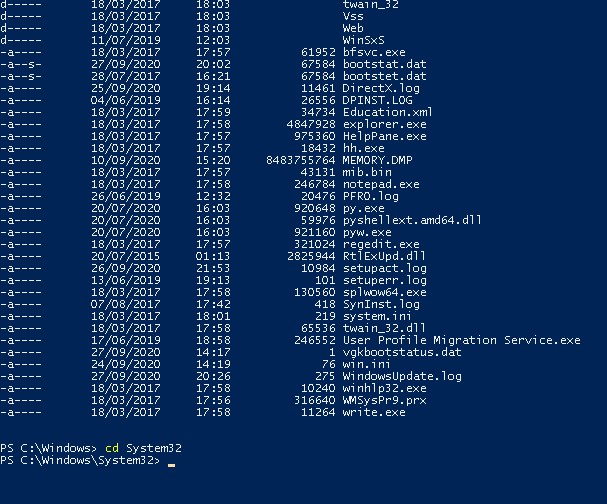 d----- 18/03/2017 18:03 twain_32
d----- 18/03/2017 18:03 Vss
d----- 18/03/2017 18:03 Web
d----- 11/07/2019 12:03 WinSxS
-a---- 18/03/2017 17:57 61952 bfsvc.exe
-a--s- 27/09/2020 20:02 67584 bootstat.dat
-a--s- 28/07/2017 16:21 67584 bootstet.dat
-a---- 25/09/2020 19:14 11461 DirectX.log
-a---- 04/06/2019 16:14 26556 DPINST.LOG
-a---- 18/03/2017 17:59 34734 Education.xml
-a---- 18/03/2017 17:58 4847928 explorer.exe
-a---- 18/03/2017 17:57 975360 HelpPane.exe
-a---- 18/03/2017 17:57 18432 hh.exe
-a---- 10/09/2020 15:20 8483755764 MEMORY.DMP
-a---- 18/03/2017 17:57 43131 mib.bin
-a---- 18/03/2017 17:58 246784 notepad.exe
-a---- 26/06/2019 12:32 20476 PFRO.log
-a---- 20/07/2020 16:03 920648 py.exe
-a---- 20/07/2020 16:03 59976 pyshellext.amd64.dll
-a---- 20/07/2020 16:03 921160 pyw.exe
-a---- 18/03/2017 17:57 321024 regedit.exe
-a---- 20/07/2015 01:13 2825944 RtlExUpd.dll
-a---- 26/09/2020 21:53 10984 setupact.log
-a---- 13/06/2019 19:13 101 setuperr.log
-a---- 18/03/2017 17:58 130560 splwow64.exe
-a---- 07/08/2017 17:42 418 SynInst.log
-a---- 18/03/2017 18:01 219 system.ini
-a---- 18/03/2017 17:58 65536 twain_32.dll
-a---- 17/06/2019 18:58 246552 User Profile Migration Service.exe
-a---- 27/09/2020 14:17 1 vgkbootstatus.dat
-a---- 24/09/2020 14:19 76 win.ini
-a---- 27/09/2020 20:26 275 WindowsUpdate.log
-a---- 18/03/2017 17:58 10240 winhlp32.exe
-a---- 18/03/2017 17:56 316640 WMSysPr9.prx
-a---- 18/03/2017 17:58 11264 write.exe
PS C:\Windows> cd System32
PS C:\Windows\System32> _